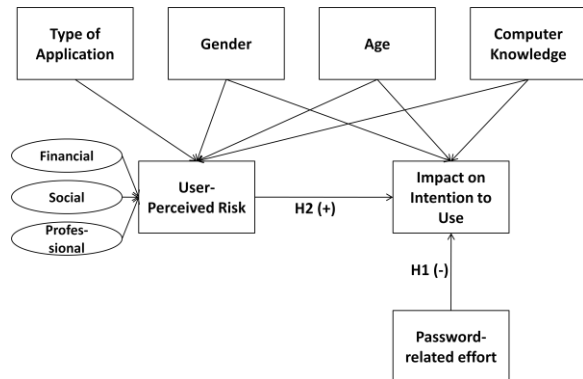 Type of
Application
Gender
Age
Computer
Knowledge
Financial
Social
Profes-
sional
User-
Perceived Risk
H2 (+)
Impact on
Intention to
Use
H1 (-)
Password-
related effort